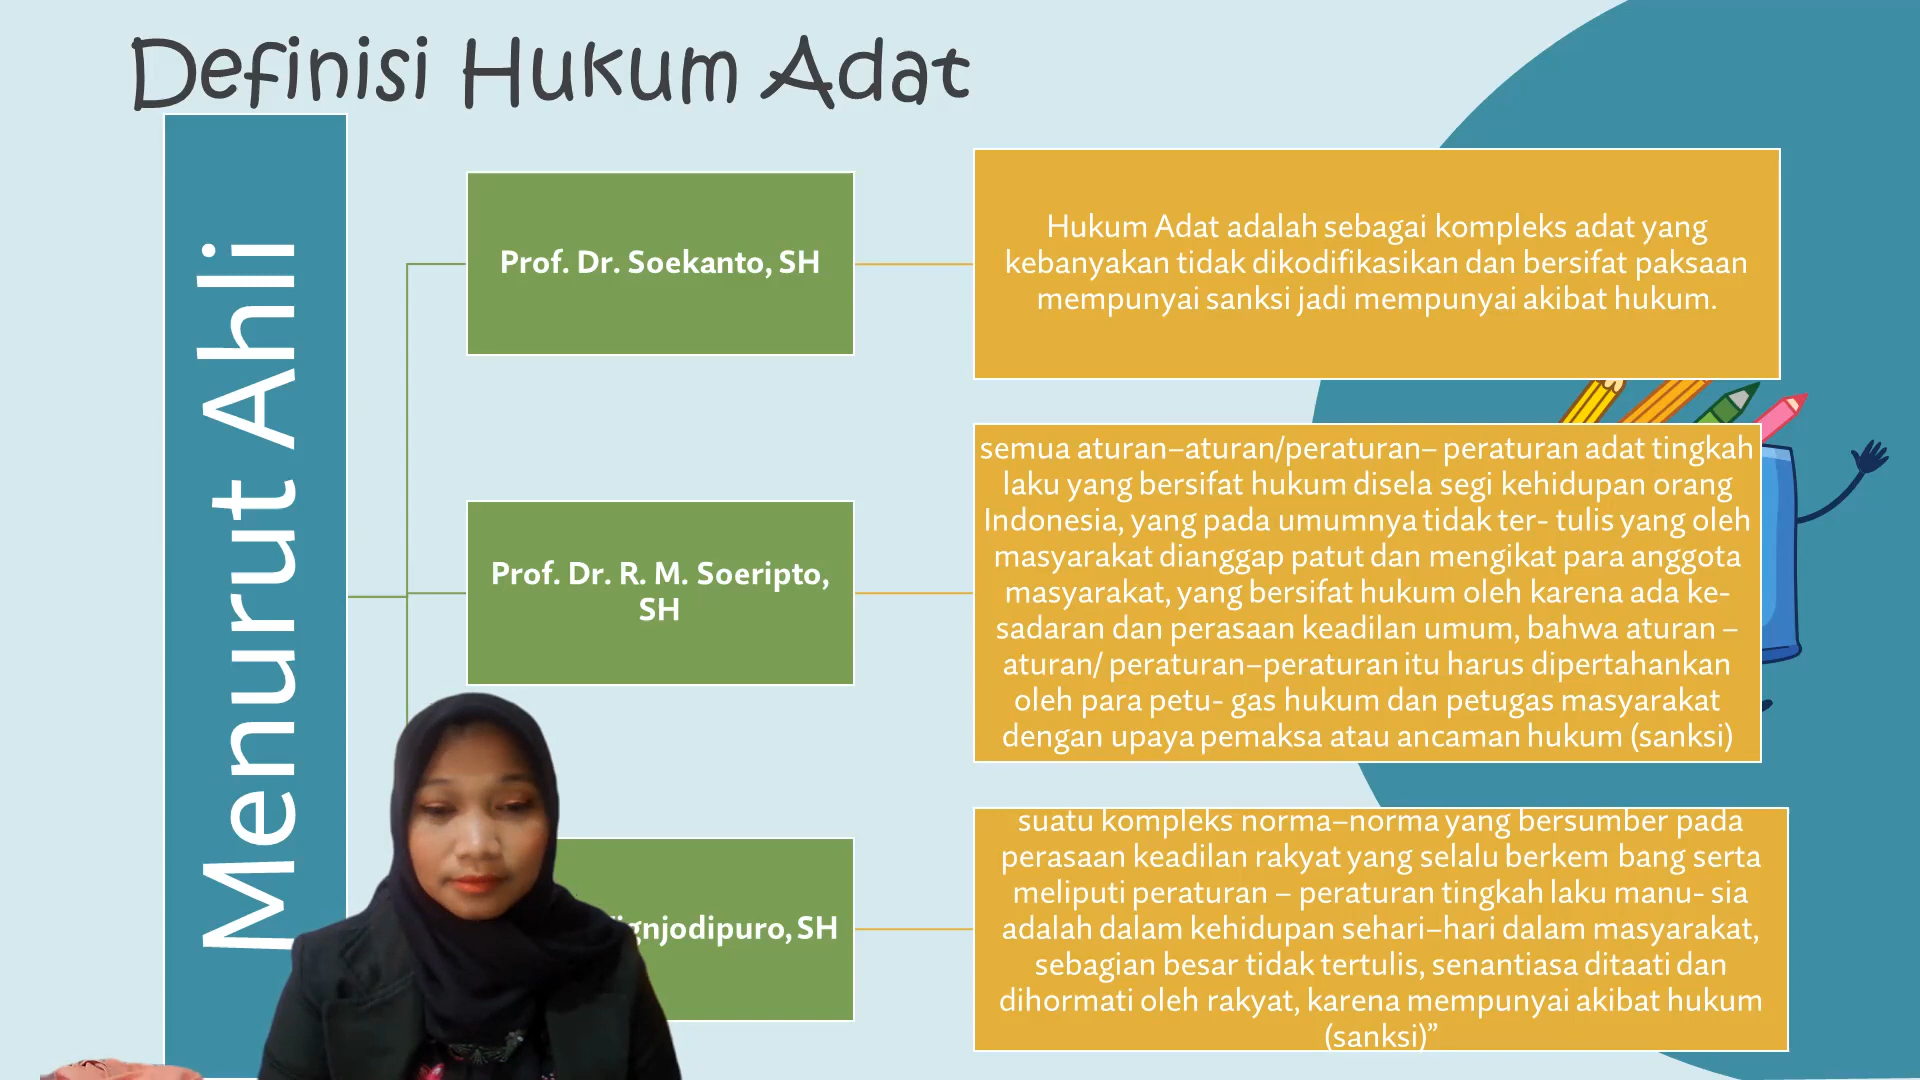 Definisi Hukum Adat
Menurut Ahli
Prof. Dr. Soekanto, SH
Hukum Adat adalah sebagai kompleks adat yang
kebanyakan tidak dikodifikasikan dan bersifat paksaan
mempunyai sanksi jadi mempunyai akibat hukum.
Prof. Dr. R. M. Soeripto,
SH
semua aturan–aturan/peraturan– peraturan adat tingkah
laku yang bersifat hukum disela segi kehidupan orang
Indonesia, yang pada umumnya tidak ter- tulis yang oleh
masyarakat dianggap patut dan mengikat para anggota
masyarakat, yang bersifat hukum oleh karena ada ke-
sadaran dan perasaan keadilan umum, bahwa aturan –
aturan/ peraturan–peraturan itu harus dipertahankan
oleh para petu- gas hukum dan petugas masyarakat
dengan upaya pemaksa atau ancaman hukum (sanksi)
SH
suatu kompleks norma–norma yang bersumber pada
perasaan keadilan rakyat yang selalu berkem bang serta
meliputi peraturan – peraturan tingkah laku manu- sia
adalah dalam kehidupan sehari–hari dalam masyarakat,
sebagian besar tidak tertulis, senantiasa ditaati dan
dihormati oleh rakyat, karena mempunyai akibat hukum
(sanksi)”